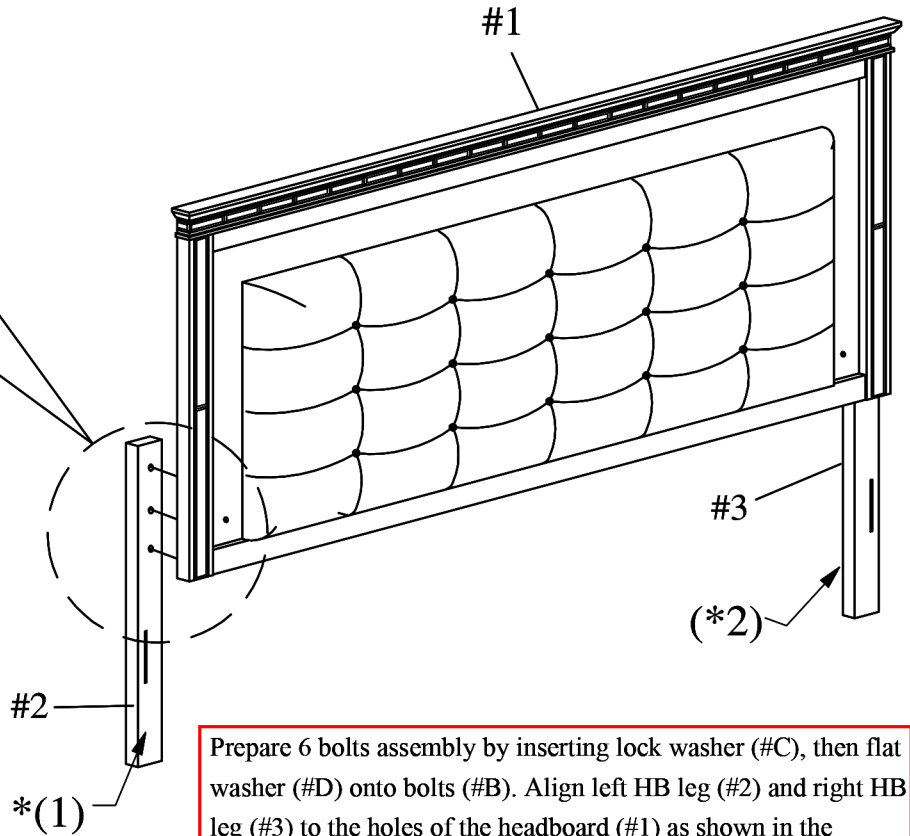 #1
#3
(*2)
#2
*(1)
Prepare 6 bolts assembly by inserting lock washer (#C), then flat
washer (#D) onto bolts (#B). Align left HB leg (#2) and right HB
leg (#3) to the holes of the headboard (#1) as shown in the